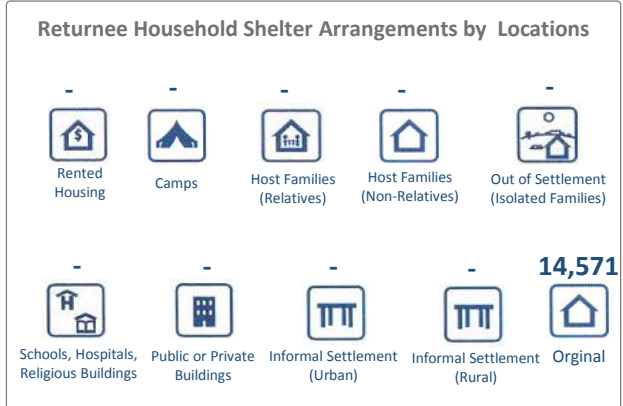 Returnee Household Shelter Arrangements by Locations
- - - - -
$
Rented
Housing
Camps
Host Families
(Relatives)
Host Families
(Non-Relatives)
Out of Settlement
(Isolated Families)
- - - - 14,571
H
Schools, Hospitals,
Religious Buildings
Public or Private
Buildings
Informal Settlement
(Urban)
Informal Settlement
(Rural)
Orginal